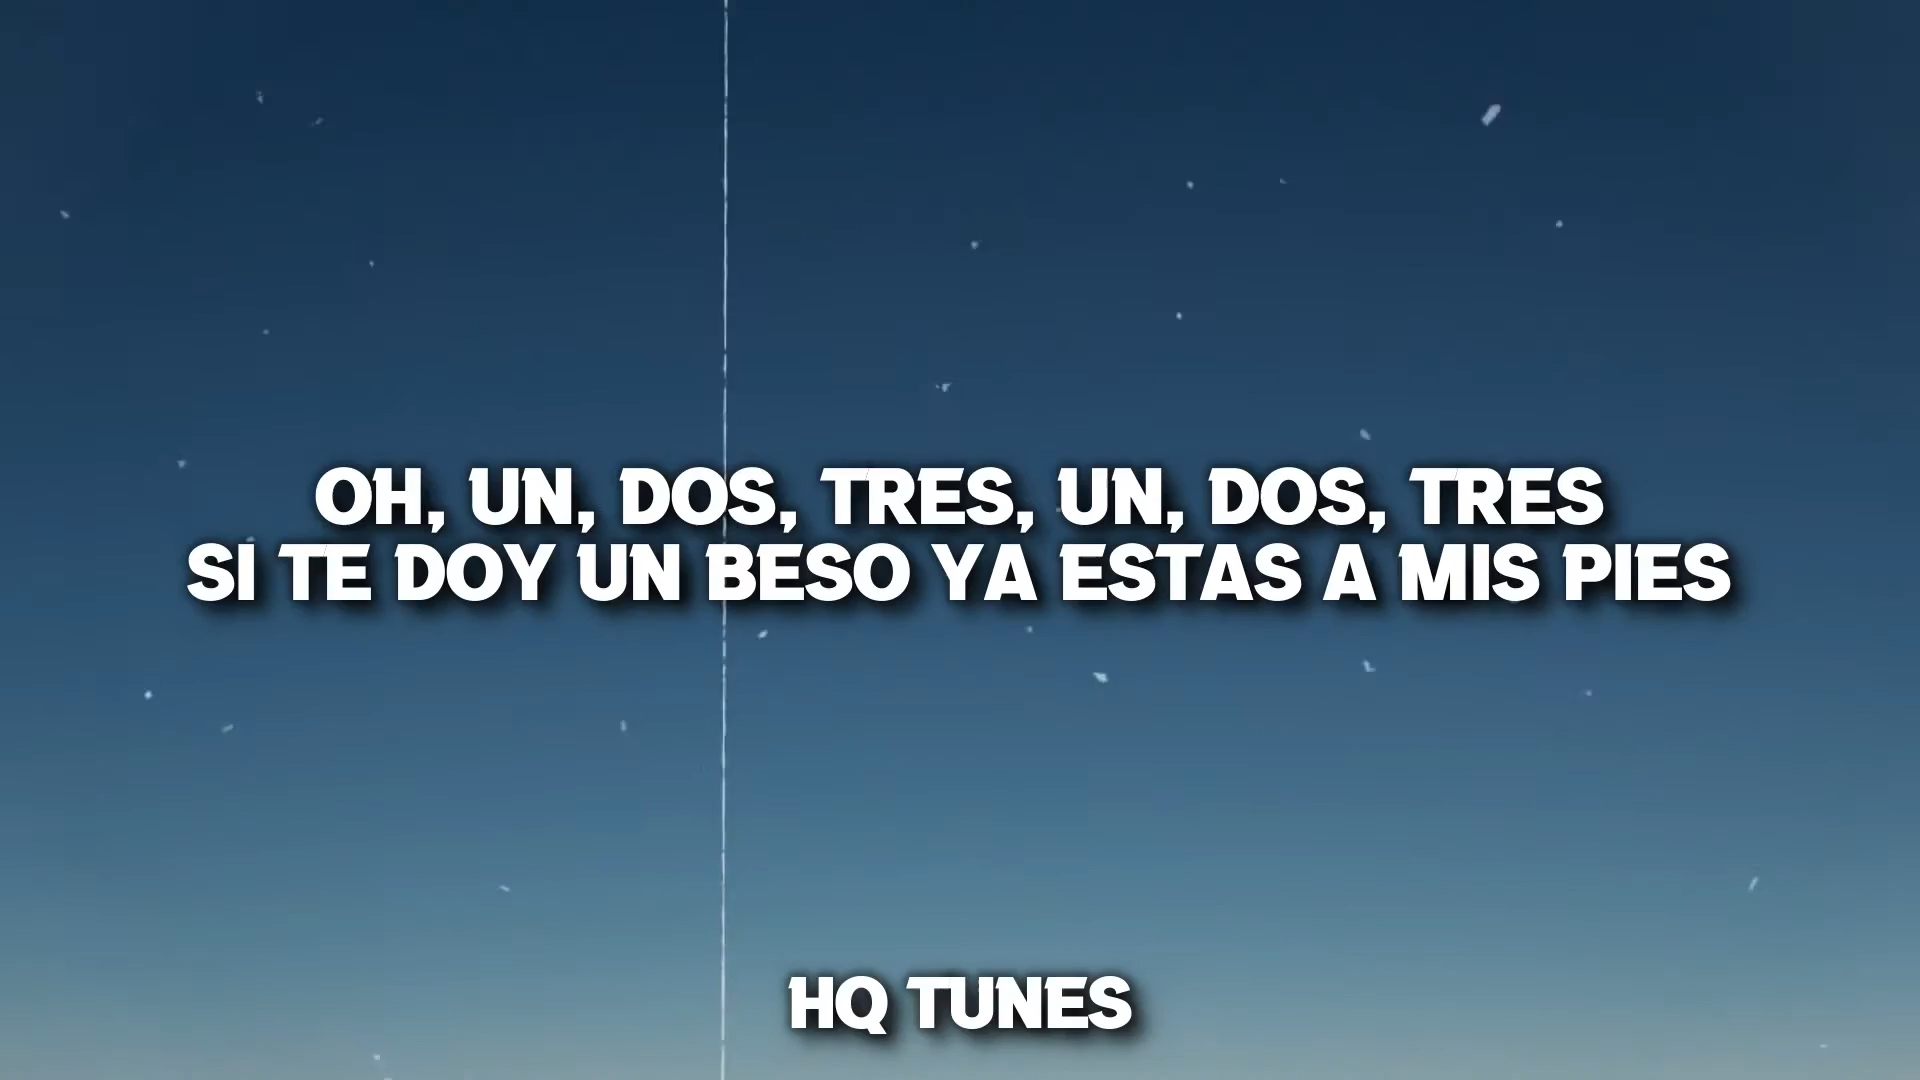 OH, UN, DOS, TRES, UN, DOS, TRES
SI TE DOY UN BESO YA ESTAS A MIS PIES
HQ TUNES